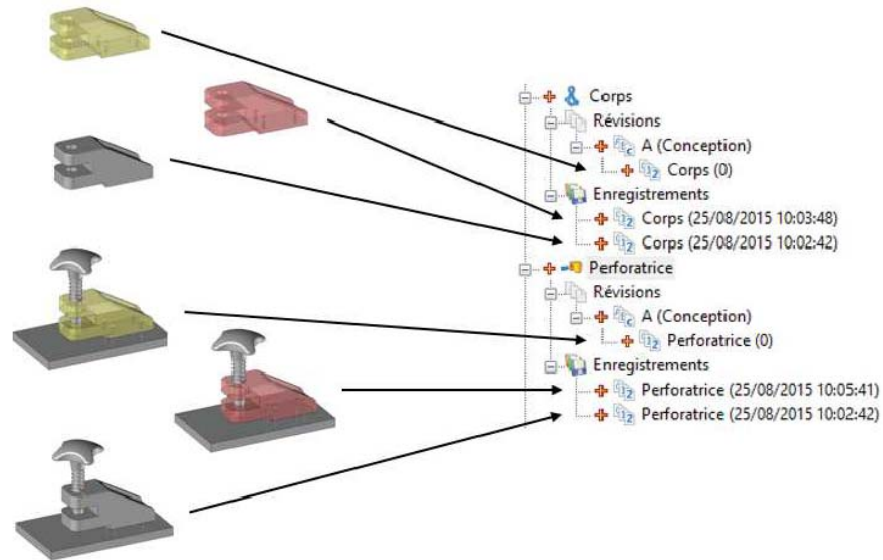 Corps
Révisions
A (Conception)
Corps (0)
Enregistrements
Corps (25/08/2015 10:03:48)
Corps (25/08/2015 10:02:42)
Perforatrice
Révisions
A (Conception)
Perforatrice (0)
Enregistrements
Perforatrice (25/08/2015 10:05:41)
Perforatrice (25/08/2015 10:02:42)